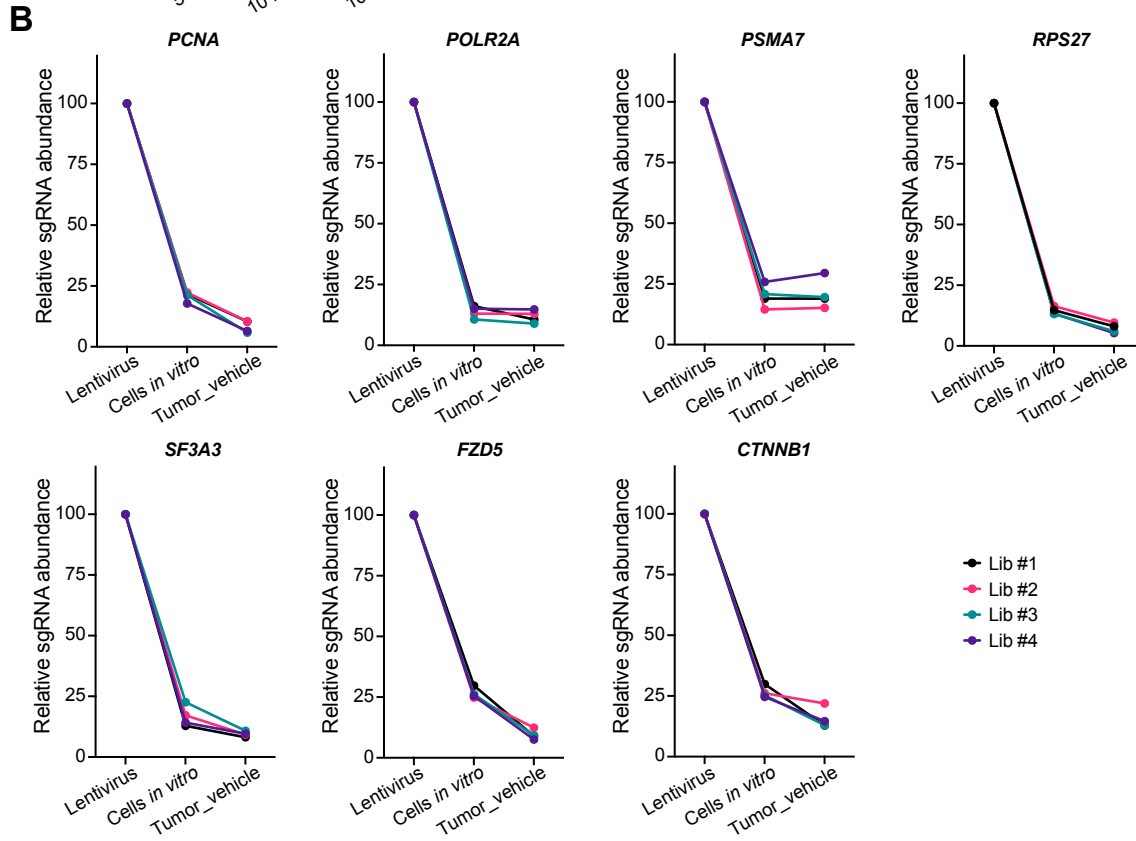 B
PCNA
POLR2A
PSMA7
RPS27
Relative sgRNA abundance
100
75
50
25
0
Lentivirus
Cells in vitro
Tumor_vehicle
Relative sgRNA abundance
100
75
50
25
0
Lentivirus
Cells in vitro
Tumor_vehicle
Relative sgRNA abundance
100
75
50
25
0
Lentivirus
Cells in vitro
Tumor_vehicle
Relative sgRNA abundance
100
75
50
25
0
Lentivirus
Cells in vitro
Tumor_vehicle
SF3A3
FZD5
CTNNB1
Relative sgRNA abundance
100
75
50
25
0
Lentivirus
Cells in vitro
Tumor_vehicle
Relative sgRNA abundance
100
75
50
25
0
Lentivirus
Cells in vitro
Tumor_vehicle
Relative sgRNA abundance
100
75
50
25
0
Lentivirus
Cells in vitro
Tumor_vehicle
Lib #1
Lib #2
Lib #3
Lib #4